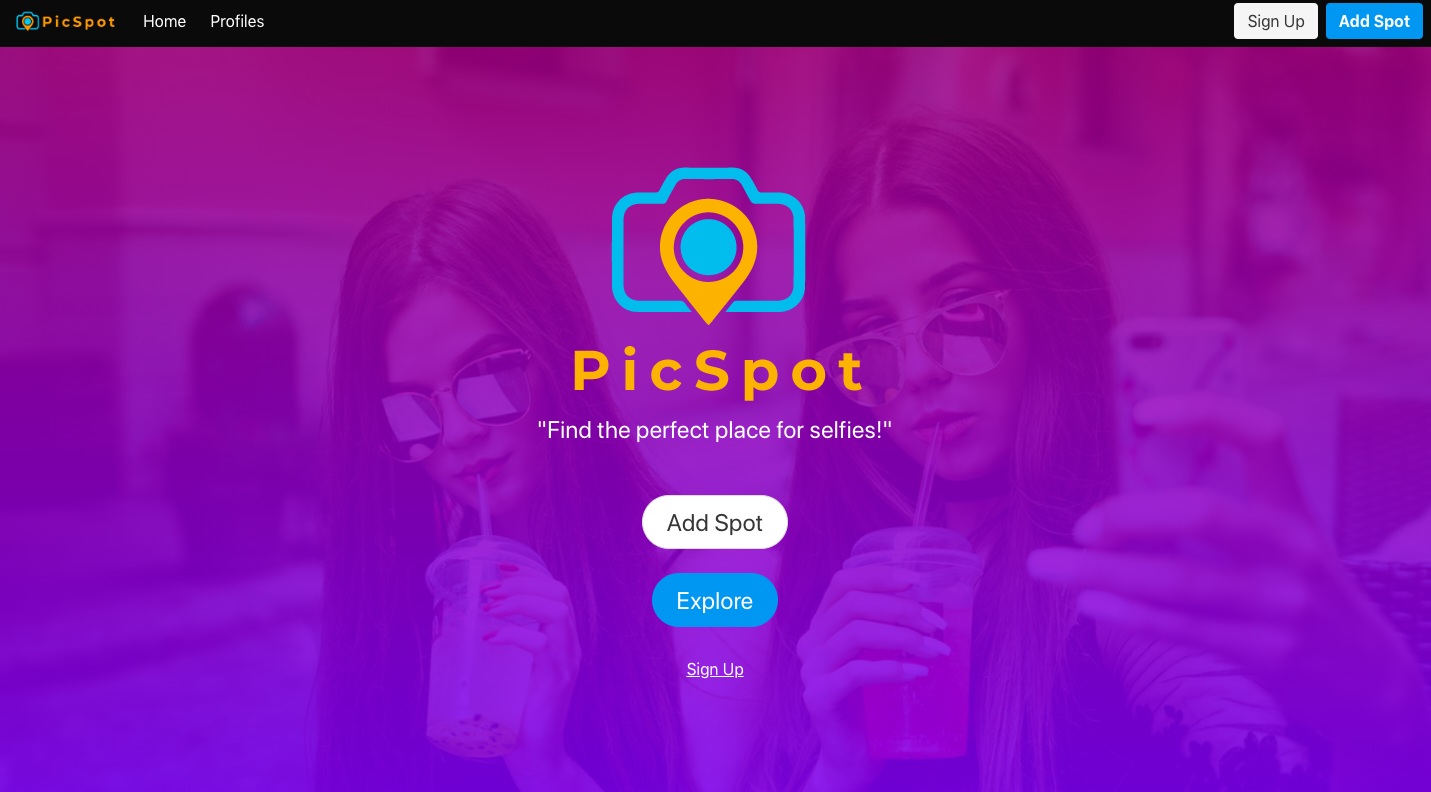 PicSpot Home Profiles Sign Up Add Spot
PicSpot
"Find the perfect place for selfies!"
Add Spot
Explore
Sign Up